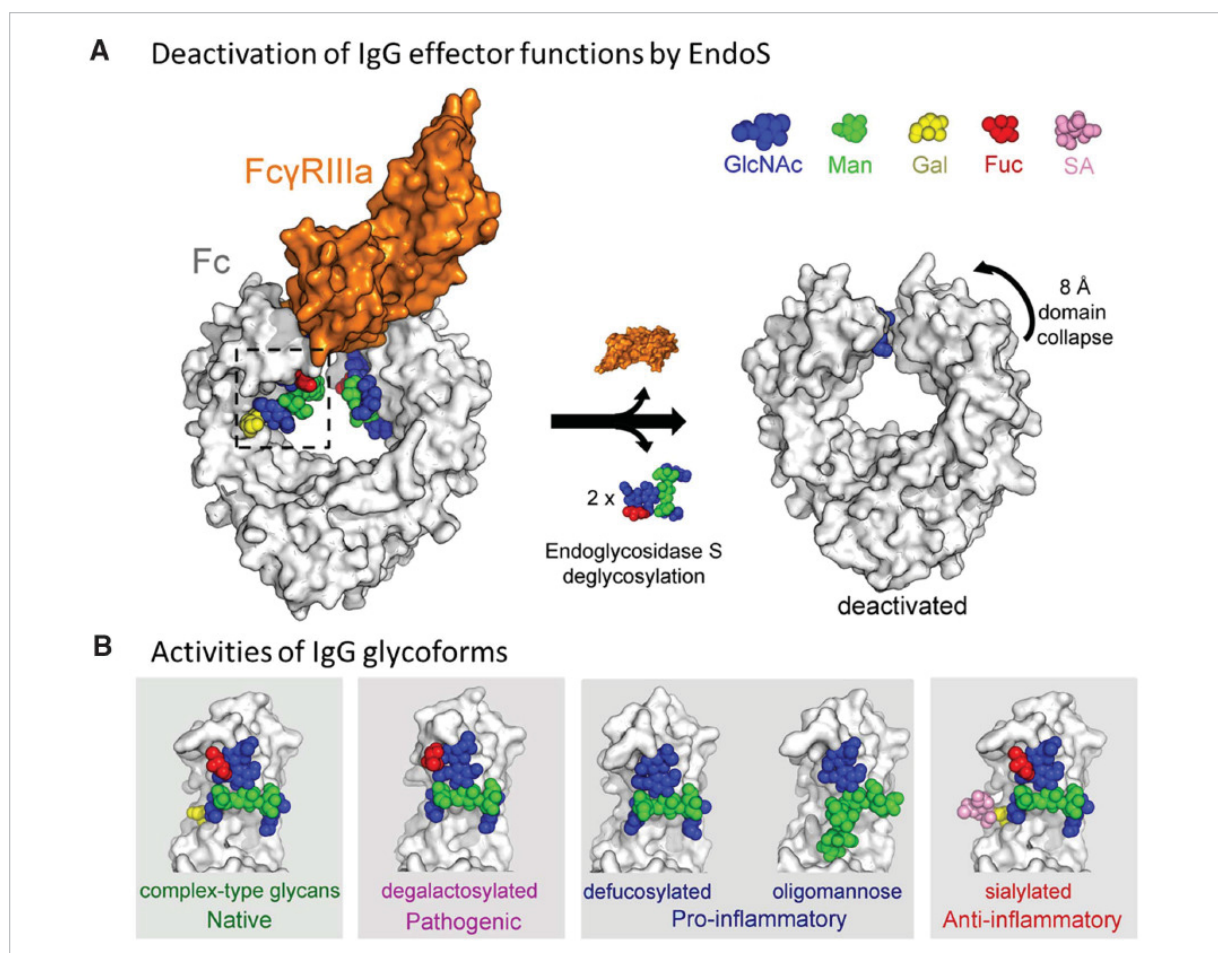 A Deactivation of IgG effector functions by EndoS
FcγRIIIa
GlcNAc Man Gal Fuc SA
Fc
8 Å
domain
collapse
2 x
Endoglycosidase S
deglycosylation
deactivated
B Activities of IgG glycoforms
complex-type glycans degalactosylated defucosylated oligomannose sialylated
Native Pathogenic Pro-inflammatory Anti-inflammatory